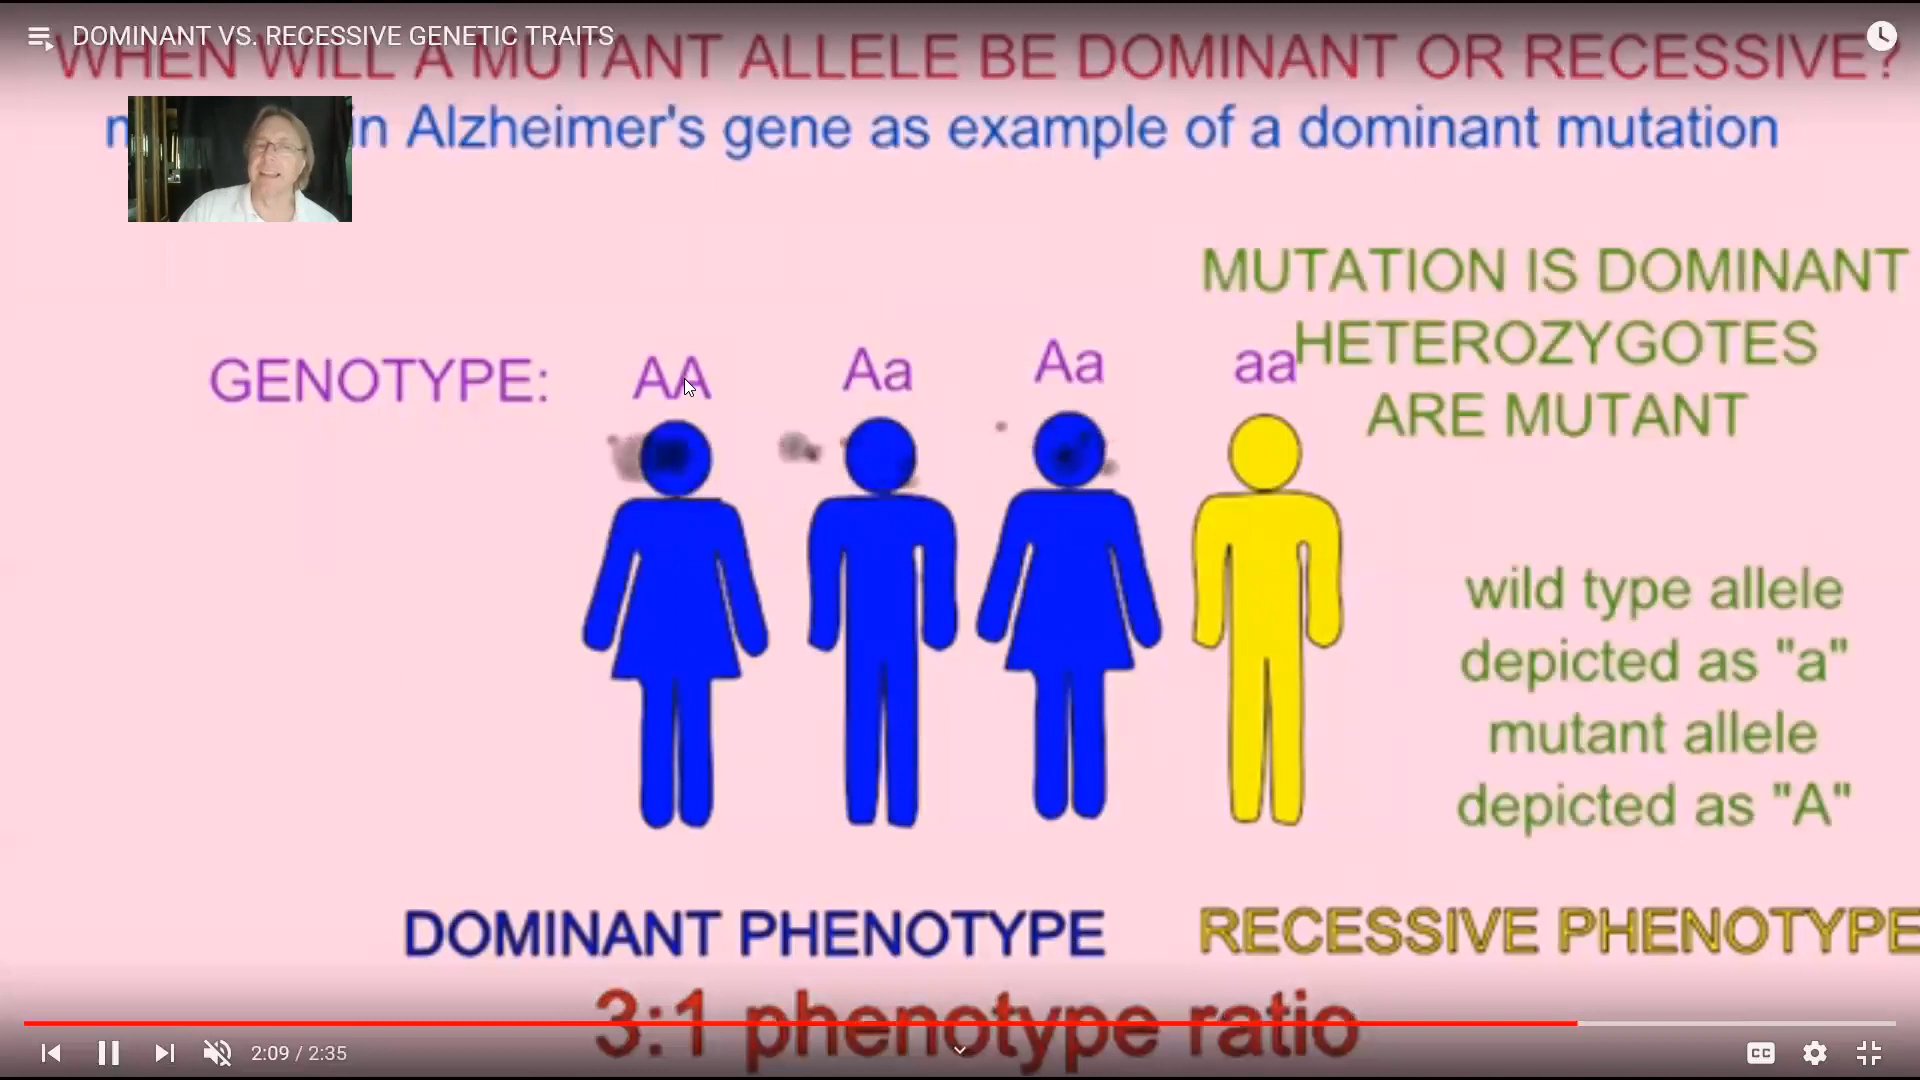 DOMINANT VS. RECESSIVE GENETIC TRAITS
WHEN WILL A MUTANT ALLELE BE DOMINANT OR RECESSIVE?
in Alzheimer's gene as example of a dominant mutation
MUTATION IS DOMINANT
HETEROZYGOTES
ARE MUTANT
GENOTYPE: AA Aa Aa aa
wild type allele
depicted as "a"
mutant allele
depicted as "A"
DOMINANT PHENOTYPE RECESSIVE PHENOTYPE
3:1 phenotype ratio
2:09 / 2:35
CC